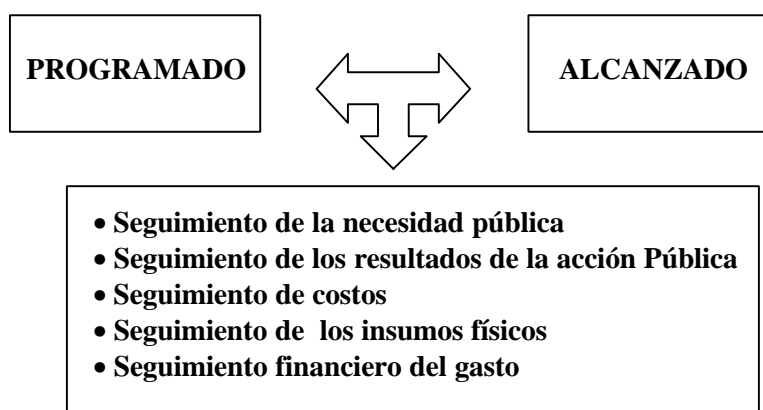 PROGRAMADO
ALCANZADO
• Seguimiento de la necesidad pública
• Seguimiento de los resultados de la acción Pública
• Seguimiento de costos
• Seguimiento de los insumos físicos
• Seguimiento financiero del gasto